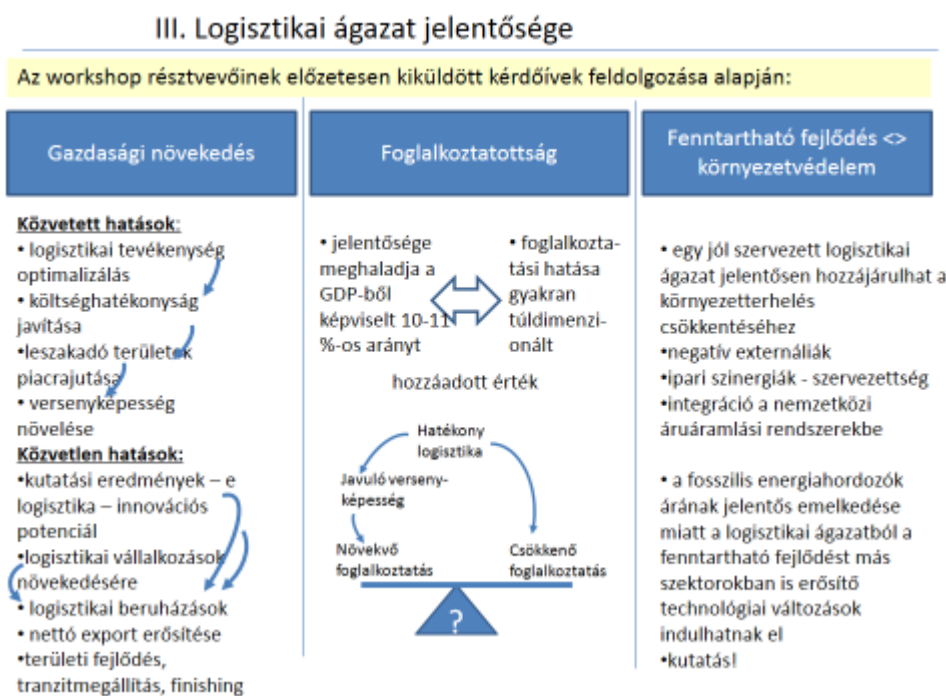 III. Logisztikai ágazat jelentősége
Az workshop résztvevőinek előzetesen kiküldött kérdőívek feldolgozása alapján:
Gazdasági növekedés
Közvetett hatások:
• logisztikai tevékenység
optimalizálás
• költséghatékonyság
javítása
•leszakadó területek
piacrajutása
• versenyképesség
növelése
Közvetlen hatások:
•kutatási eredmények – e
logisztika – innovációs
potenciál
•logisztikai vállalkozások
növekedésére
• logisztikai beruházások
• nettó export erősítése
•területi fejlődés,
tranzitmegállítás, finishing
Foglalkoztatottság
• jelentősége
meghaladja a
GDP-ből
képviselt 10-11
%-os arányt
• foglalkozta-
tási hatása
gyakran
túldimenzi-
onált
hozzáadott érték
Hatékony
logisztika
Javuló verseny-
képesség
Növekvő
foglalkoztatás
Csökkenő
foglalkoztatás
?
Fenntartható fejlődés <>
környezetvédelem
• egy jól szervezett logisztikai
ágazat jelentősen hozzájárulhat a
környezetterhelés
csökkentéséhez
•negatív externáliák
•ipari szinergiák - szervezettség
•integráció a nemzetközi
áruáramlási rendszerekbe
• a fosszilis energiahordozók
árának jelentős emelkedése
miatt a logisztikai ágazatból a
fenntartható fejlődést más
szektorokban is erősítő
technológiai változások
indulhatnak el
•kutatás!